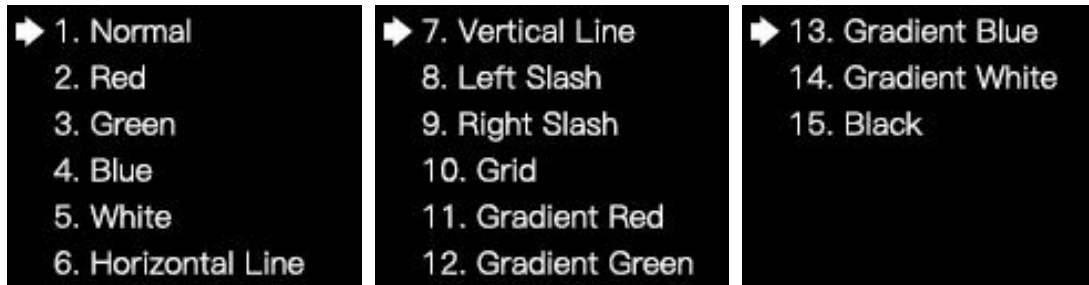 1. Normal
2. Red
3. Green
4. Blue
5. White
6. Horizontal Line
7. Vertical Line
8. Left Slash
9. Right Slash
10. Grid
11. Gradient Red
12. Gradient Green
13. Gradient Blue
14. Gradient White
15. Black